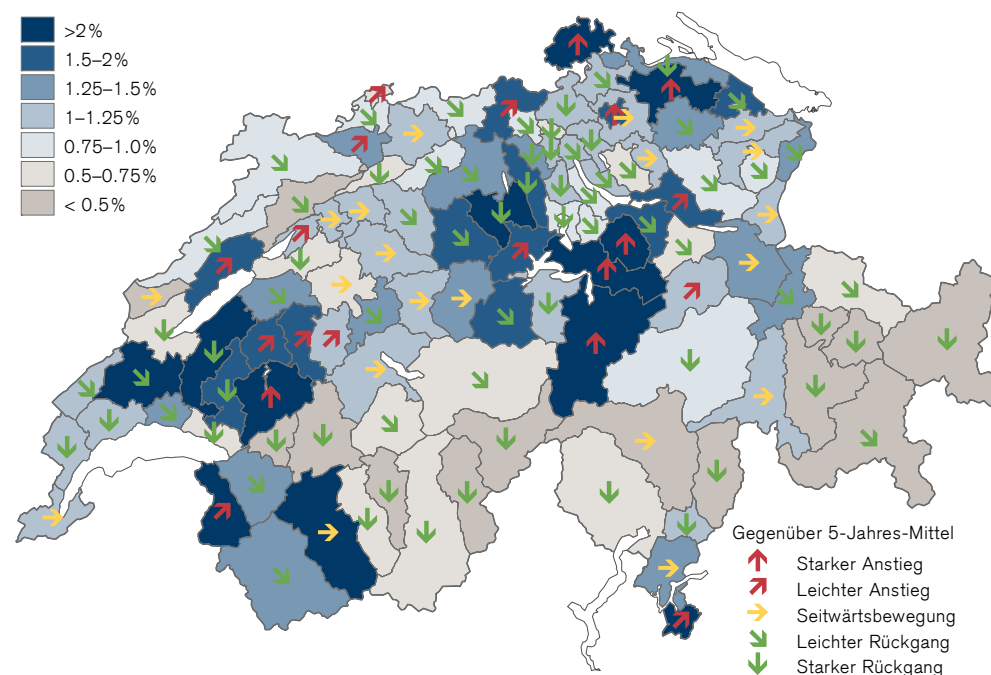 >2%
1.5–2%
1.25–1.5%
1–1.25%
0.75–1.0%
0.5–0.75%
< 0.5%
Gegenüber 5-Jahres-Mittel
Starker Anstieg
Leichter Anstieg
Seitwärtsbewegung
Leichter Rückgang
Starker Rückgang